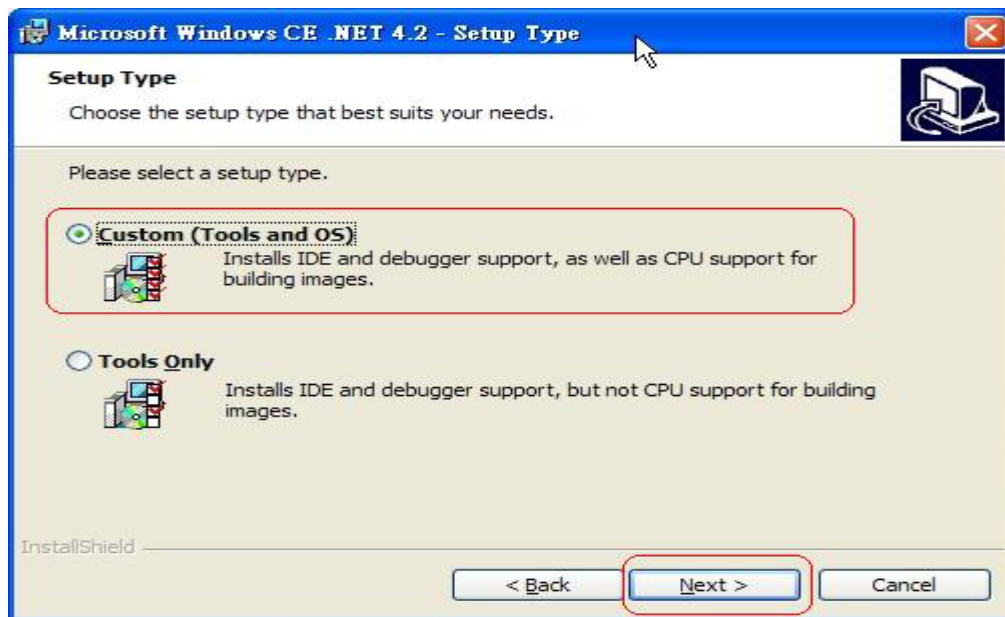 Microsoft Windows CE .NET 4.2 - Setup Type
Setup Type
Choose the setup type that best suits your needs.
Please select a setup type.
Custom (Tools and OS)
Installs IDE and debugger support, as well as CPU support for
building images.
Tools Only
Installs IDE and debugger support, but not CPU support for building
images.
InstallShield
< Back
Next >
Cancel